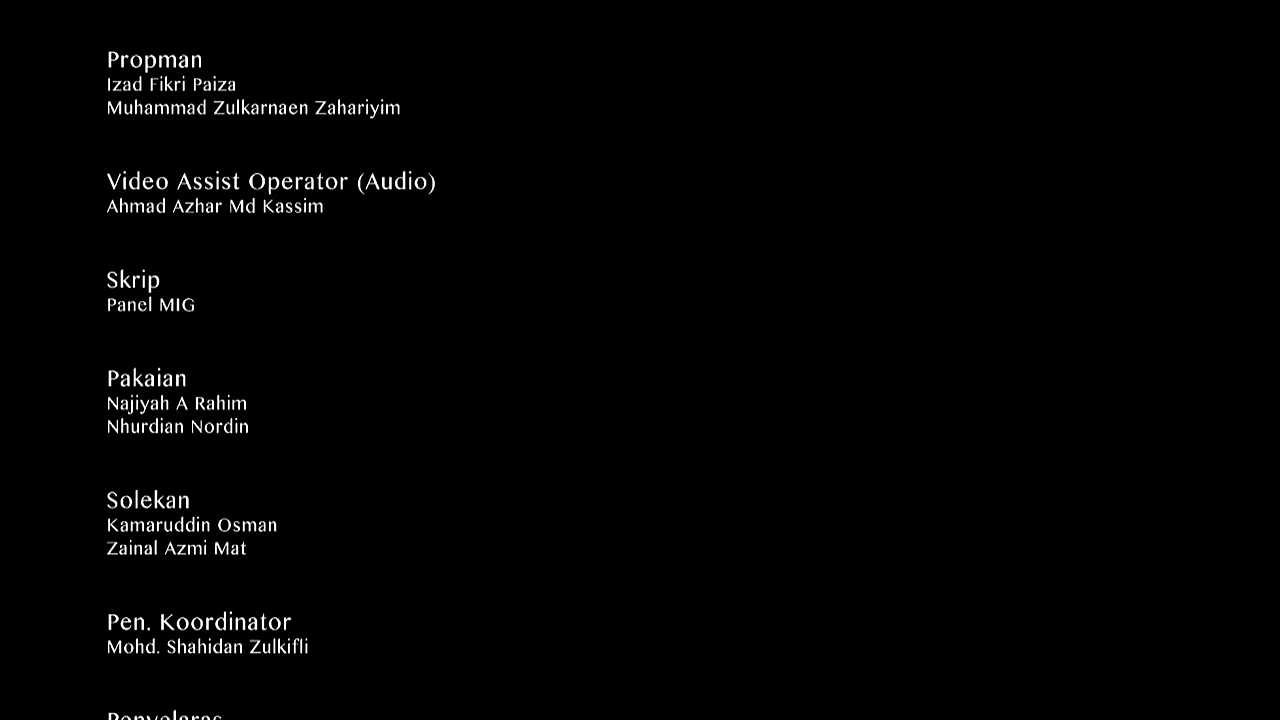 Propman
Izad Fikri Paiza
Muhammad Zulkarnaen Zahariyim
Video Assist Operator (Audio)
Ahmad Azhar Md Kassim
Skrip
Panel MIG
Pakaian
Najiyah A Rahim
Nhurdian Nordin
Solekan
Kamaruddin Osman
Zainal Azmi Mat
Pen. Koordinator
Mohd. Shahidan Zulkifli
Penyelaras